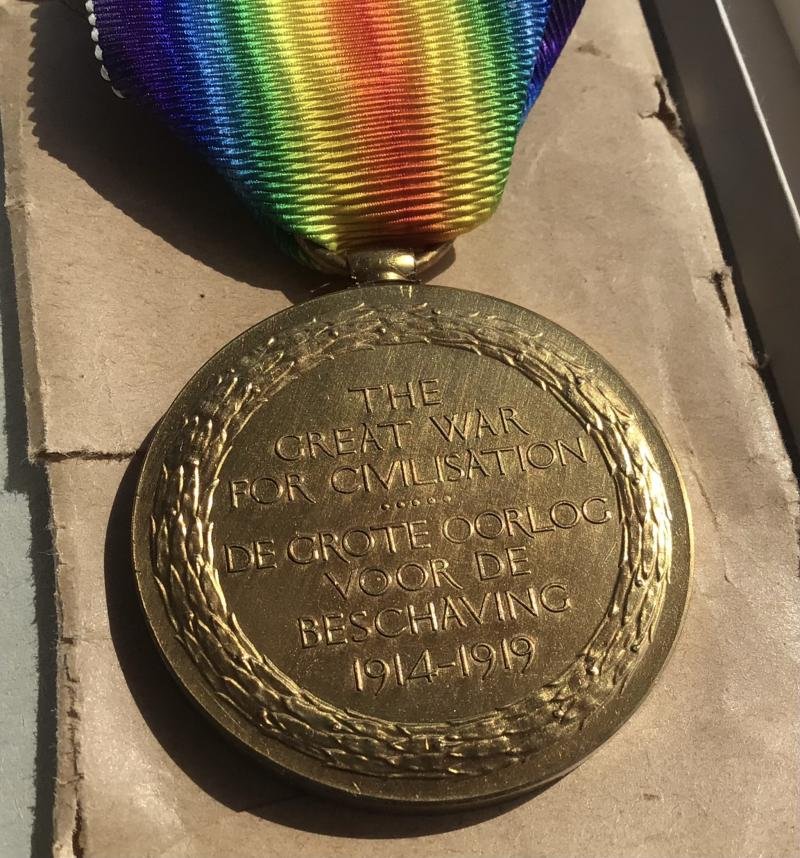 THE
GREAT WAR
FOR CIVILISATION
.....
DE GROTE OORLOG
VOOR DE
BESCHAVING
1914-1919